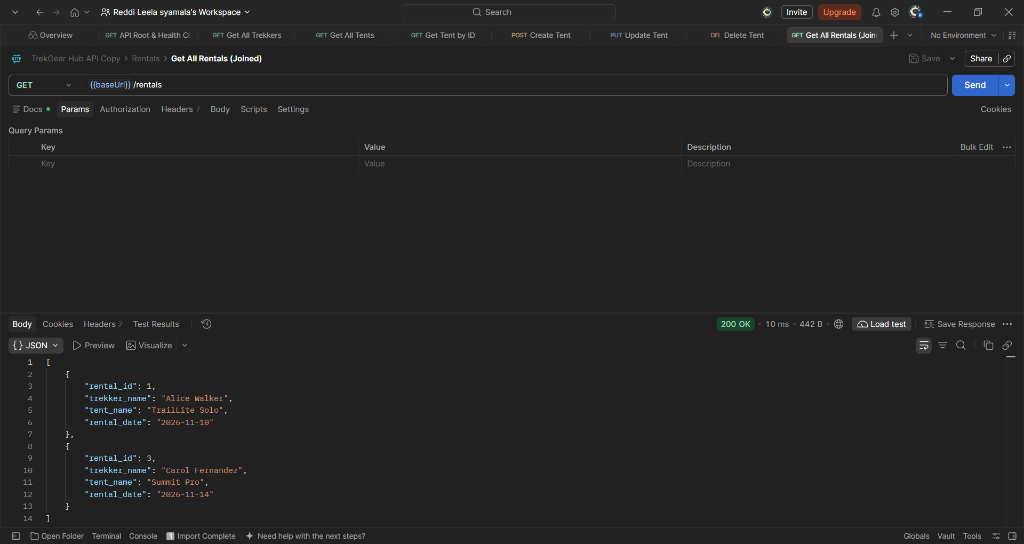 Reddi Leela syamala's Workspace
Search
Invite
Upgrade
Overview
GET API Root & Health Cl
GET Get All Trekkers
GET Get All Tents
GET Get Tent by ID
POST Create Tent
PUT Update Tent
DEL Delete Tent
GET Get All Rentals (Join
No Environment
TrekGear Hub API Copy > Rentals > Get All Rentals (Joined)
Save
Share
GET
{{baseUrl}} /rentals
Send
Docs
Params
Authorization
Headers 7
Body
Scripts
Settings
Cookies
Query Params
Key Value Description Bulk Edit
Key Value Description
Body Cookies Headers 7 Test Results
200 OK · 10 ms · 442 B
Load test
Save Response
{} JSON
Preview
Visualize
1 [
2 {
3 "rental_id": 1,
4 "trekker_name": "Alice Walker",
5 "tent_name": "TrailLite Solo",
6 "rental_date": "2026-11-10"
7 },
8 {
9 "rental_id": 3,
10 "trekker_name": "Carol Fernandez",
11 "tent_name": "Summit Pro",
12 "rental_date": "2026-11-14"
13 }
14 ]
Open Folder
Terminal
Console
1 Import Complete
Need help with the next steps?
Globals
Vault
Tools